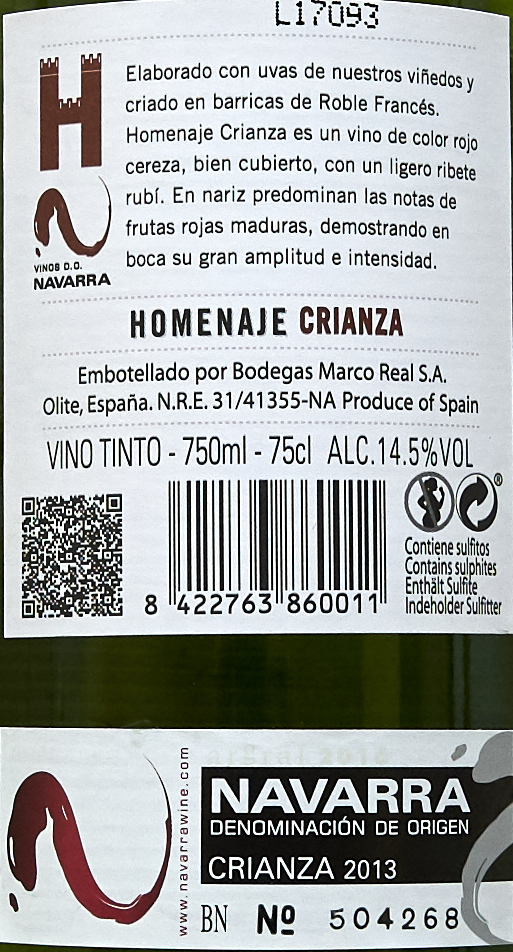 L17093
Elaborado con uvas de nuestros viñedos y
criado en barricas de Roble Francés.
Homenaje Crianza es un vino de color rojo
cereza, bien cubierto, con un ligero ribete
rubí. En nariz predominan las notas de
frutas rojas maduras, demostrando en
boca su gran amplitud e intensidad.
H
VINOS D.O.
NAVARRA
HOMENAJE CRIANZA
Embotellado por Bodegas Marco Real S.A.
Olite, España. N.R.E. 31/41355-NA Produce of Spain
VINO TINTO - 750ml - 75cl ALC.14.5%VOL
8 422763 860011
®
Contiene sulfitos
Contains sulphites
Enthält Sulfite
Indeholder Sulfitter
www.navarrawine.com
NAVARRA
DENOMINACIÓN DE ORIGEN
CRIANZA 2013
BN Nº 504268